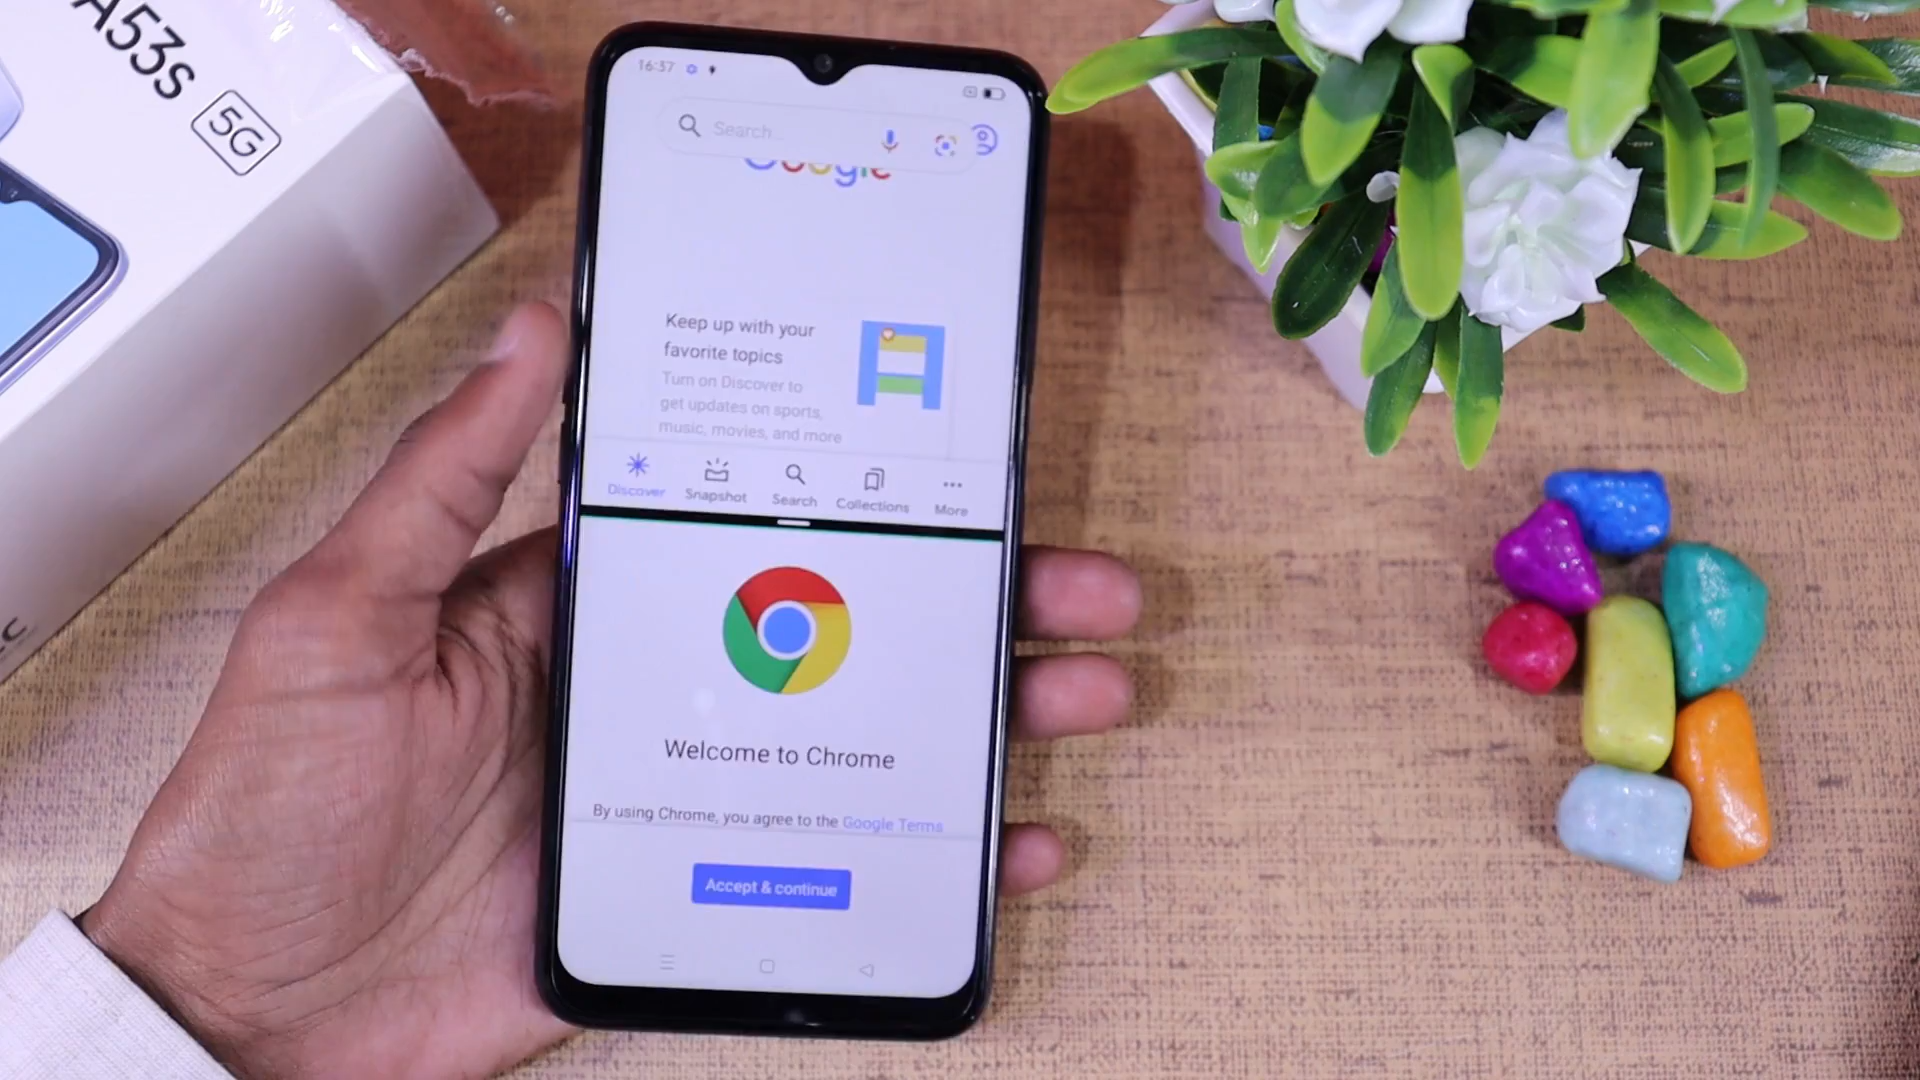 A53s
5G
16:37
Search...
Google
Keep up with your
favorite topics
Turn on Discover to
get updates on sports,
music, movies, and more
Discover
Snapshot
Search
Collections
More
Welcome to Chrome
By using Chrome, you agree to the Google Terms
Accept & continue